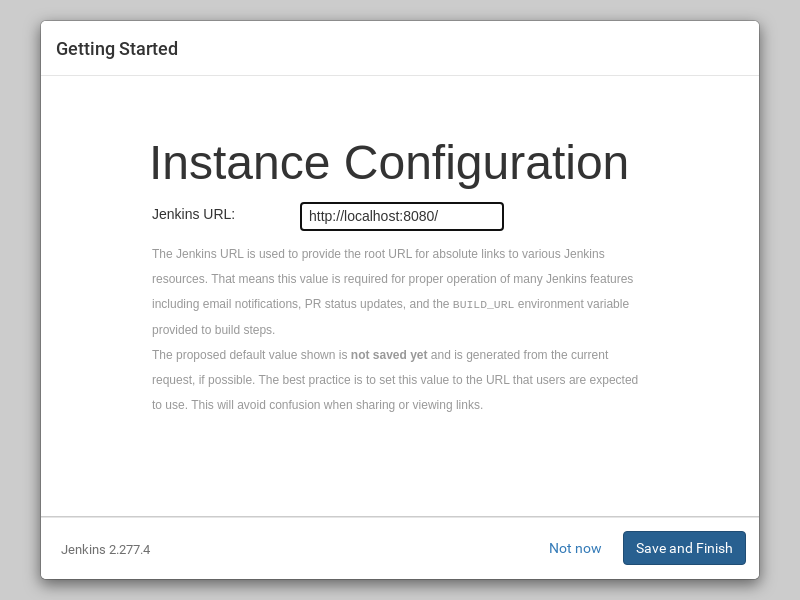 Getting Started
Instance Configuration
Jenkins URL: http://localhost:8080/
The Jenkins URL is used to provide the root URL for absolute links to various Jenkins
resources. That means this value is required for proper operation of many Jenkins features
including email notifications, PR status updates, and the BUILD_URL environment variable
provided to build steps.
The proposed default value shown is not saved yet and is generated from the current
request, if possible. The best practice is to set this value to the URL that users are expected
to use. This will avoid confusion when sharing or viewing links.
Jenkins 2.277.4 Not now Save and Finish